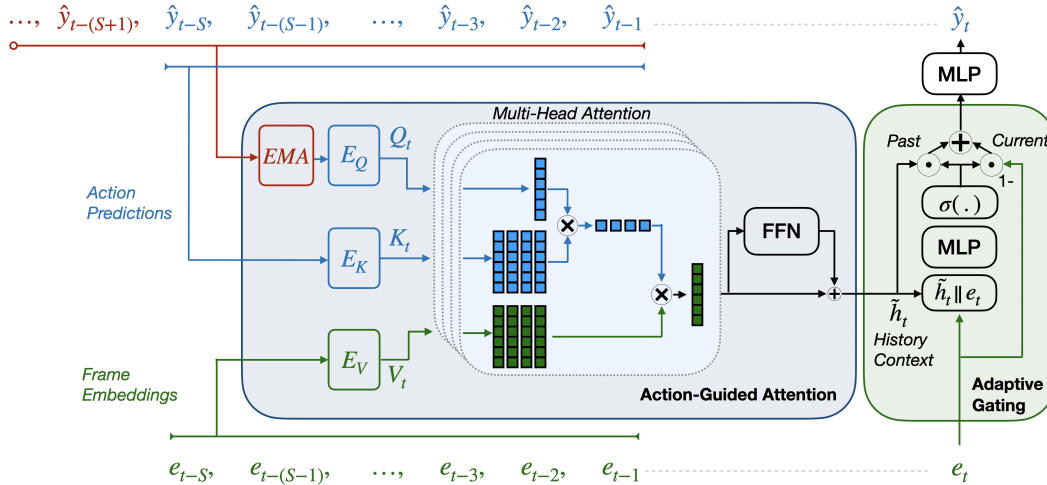 …, ŷ_{t−(S+1)}, ŷ_{t−S}, ŷ_{t−(S−1)}, …, ŷ_{t−3}, ŷ_{t−2}, ŷ_{t−1} ŷ_t
MLP
Multi-Head Attention
Past
Current
EMA
E_Q
Q_t
1-
Action
Predictions
σ( . )
FFN
MLP
E_K
K_t
h̃_t ∥ e_t
h̃_t
History
Context
Frame
Embeddings
E_V
V_t
Action-Guided Attention
Adaptive
Gating
e_{t−S}, e_{t−(S−1)}, …, e_{t−3}, e_{t−2}, e_{t−1} e_t